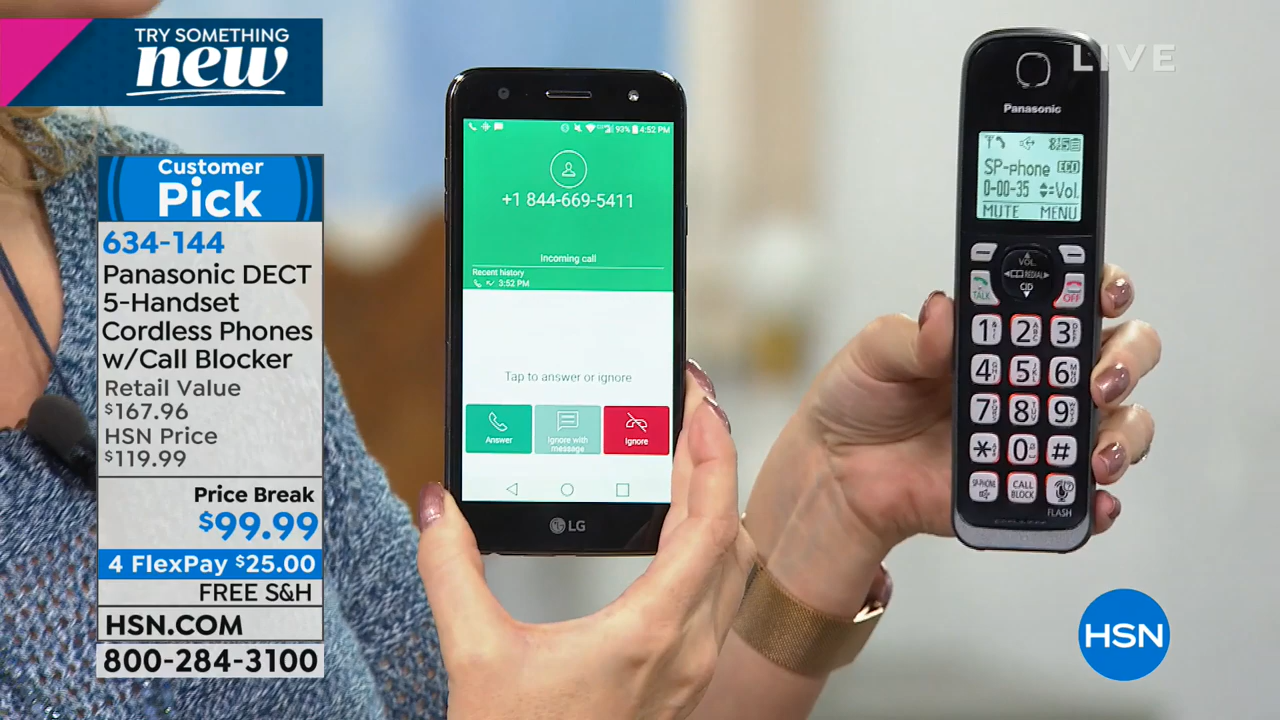 TRY SOMETHING
new
Customer
Pick
634-144
Panasonic DECT
5-Handset
Cordless Phones
w/Call Blocker
Retail Value
$167.96
HSN Price
$119.99
Price Break
$99.99
4 FlexPay $25.00
FREE S&H
HSN.COM
800-284-3100
93% 4:52 PM
+1 844-669-5411
Incoming call
Recent history
3:52 PM
Tap to answer or ignore
Answer
Ignore with
message
Ignore
LG
LIVE
Panasonic
SP-phone ECO
0-00-35 =Vol.
MUTE MENU
VOL.
REDIAL
CID
TALK
OFF
1 2 3
4 5 6
7 8 9
* 0 #
SP-PHONE
CALL
BLOCK
FLASH
HSN